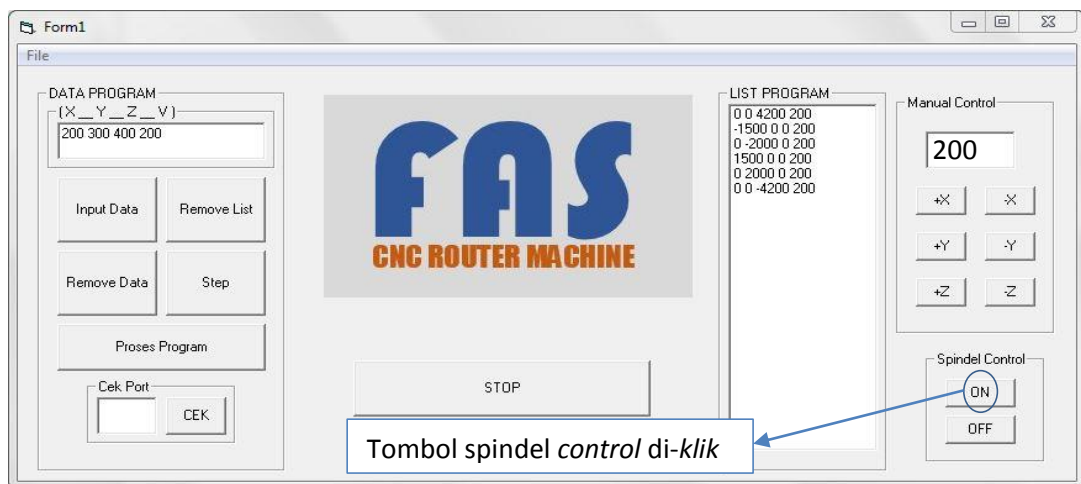 Form1
File
DATA PROGRAM
(X__Y__Z__V)
200 300 400 200
Input Data
Remove List
Remove Data
Step
Proses Program
Cek Port
CEK
FAS
CNC ROUTER MACHINE
STOP
LIST PROGRAM
0 0 4200 200
-1500 0 0 200
0 -2000 0 200
1500 0 0 200
0 2000 0 200
0 0 -4200 200
Manual Control
200
+X
-X
+Y
-Y
+Z
-Z
Spindel Control
ON
OFF
Tombol spindel control di-klik